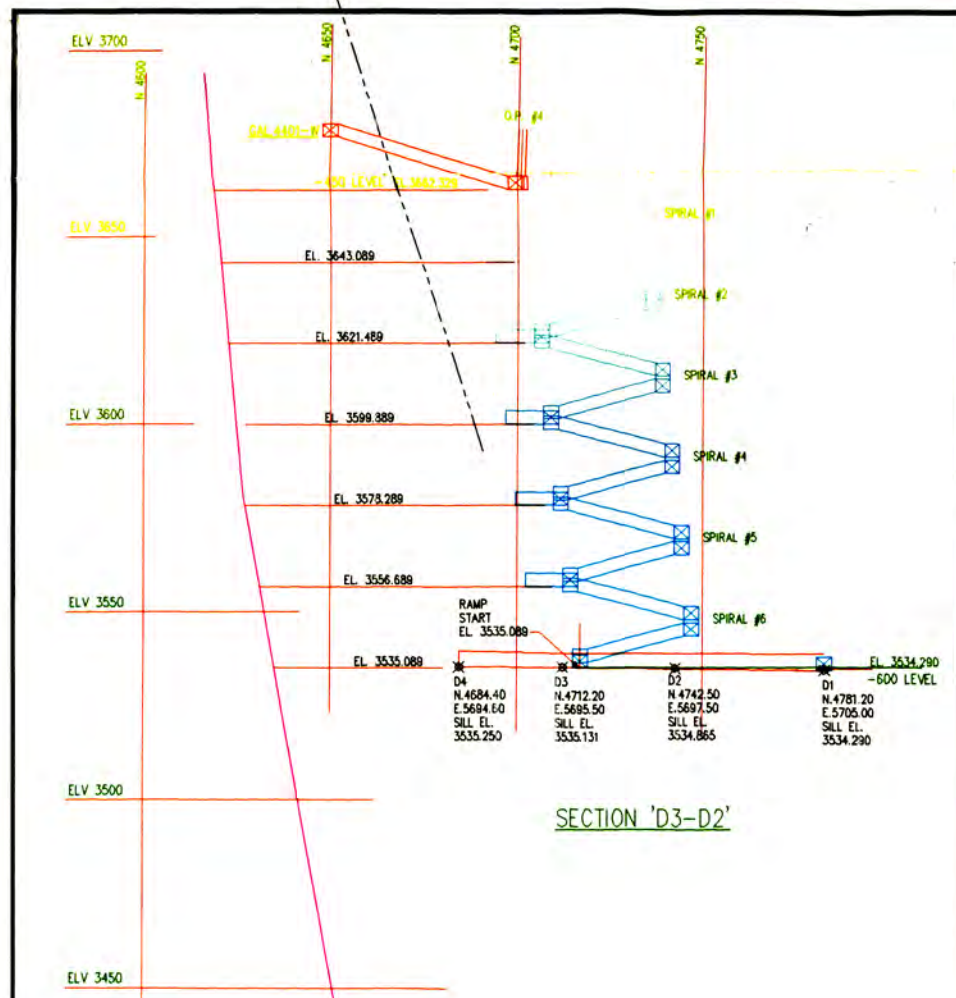 ELV 3700
N 4600
N 4650
N 4700
N 4750
GAL.4401-W
O.P. #4
-450 LEVEL
SPIRAL #1
ELV 3650
EL. 3643.089
SPIRAL #2
EL. 3621.489
SPIRAL #3
ELV 3600
EL. 3599.889
SPIRAL #4
EL. 3578.289
SPIRAL #5
EL. 3556.689
RAMP
START
EL. 3535.089
ELV 3550
SPIRAL #6
EL. 3535.089
EL. 3534.290
-600 LEVEL
D4
N.4684.40
E.5694.60
SILL EL.
3535.250
D3
N.4712.20
E.5695.50
SILL EL.
3535.131
D2
N.4742.50
E.5697.50
SILL EL.
3534.865
D1
N.4781.20
E.5705.00
SILL EL.
3534.290
ELV 3500
SECTION 'D3-D2'
ELV 3450